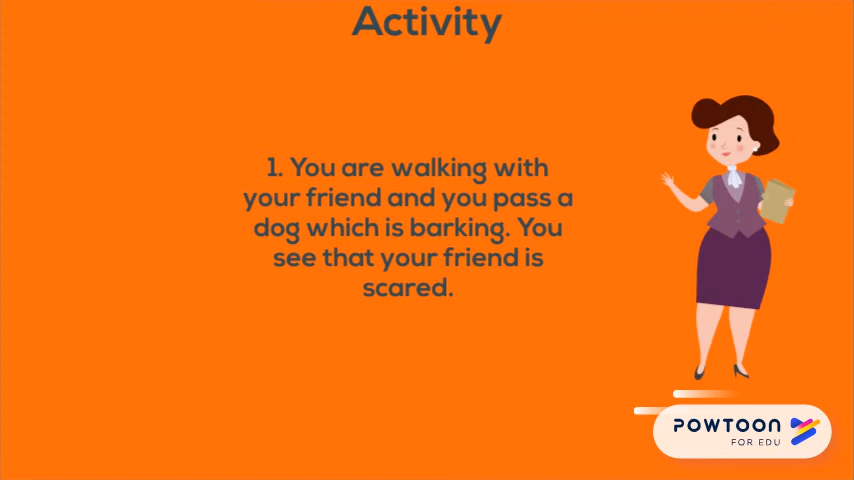 Activity
1. You are walking with
your friend and you pass a
dog which is barking. You
see that your friend is
scared.
POWTOON
FOR EDU